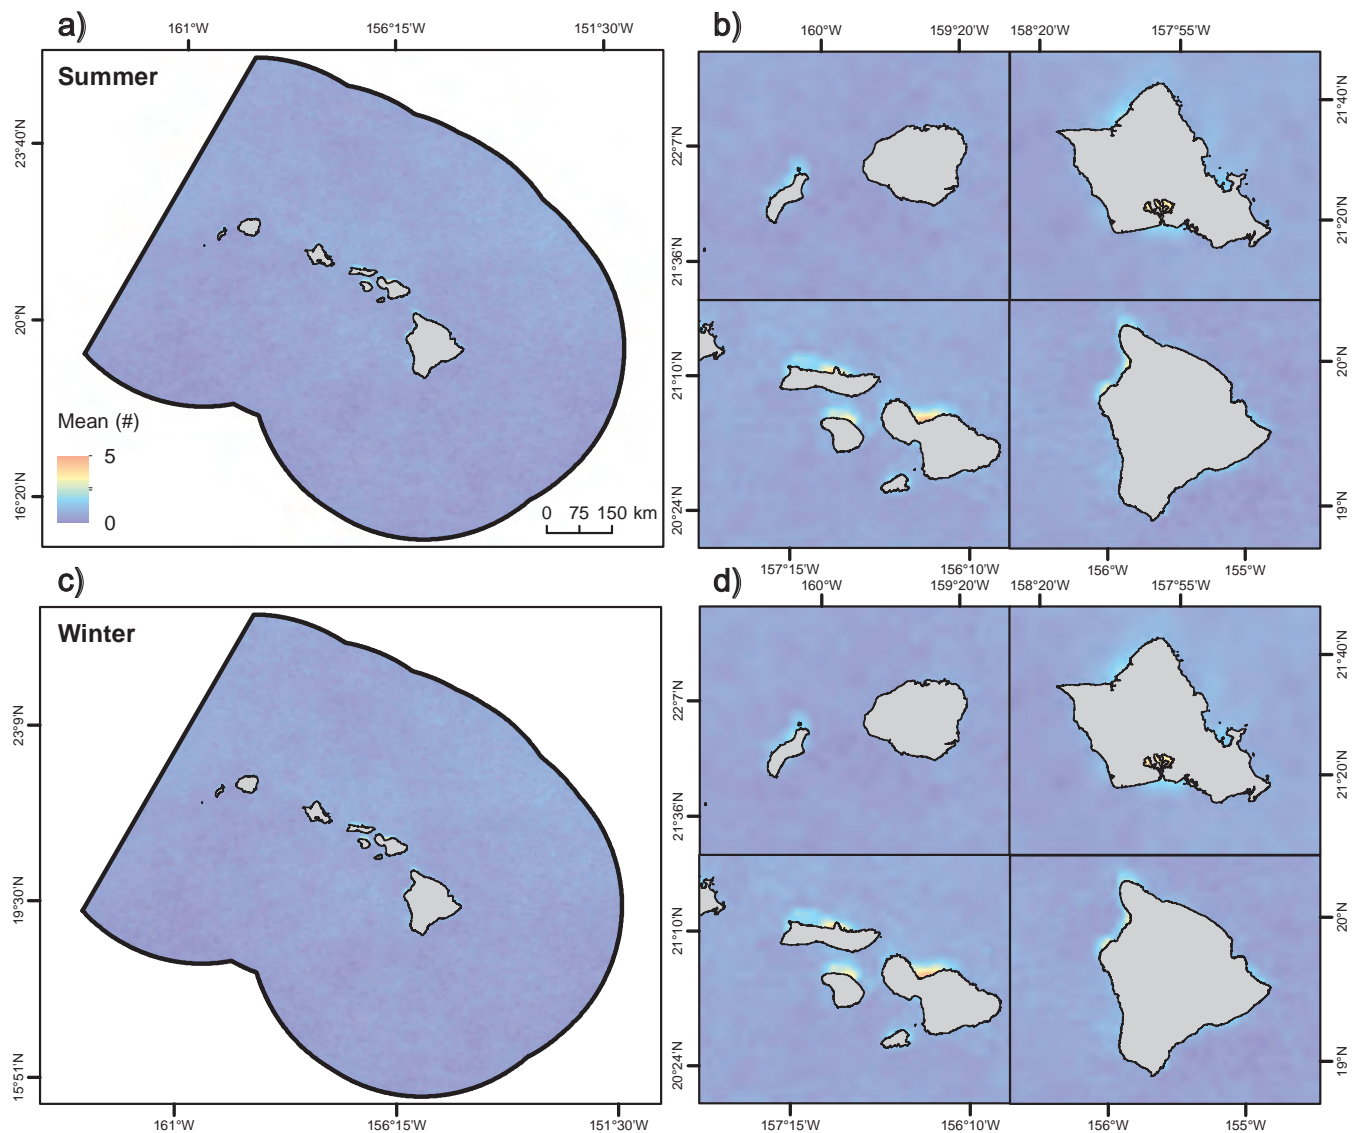 a)
161°W 156°15'W 151°30'W
Summer
23°40'N
20°N
16°20'N
Mean (#)
5
0
0 75 150 km
b)
160°W 159°20'W 158°20'W 157°55'W
22°7'N
21°36'N
21°40'N
21°20'N
21°10'N
20°24'N
20°N
19°N
157°15'W 156°10'W 156°W 155°W
c)
Winter
23°9'N
19°30'N
15°51'N
161°W 156°15'W 151°30'W
d)
160°W 159°20'W 158°20'W 157°55'W
22°7'N
21°36'N
21°40'N
21°20'N
21°10'N
20°24'N
20°N
19°N
157°15'W 156°10'W 156°W 155°W